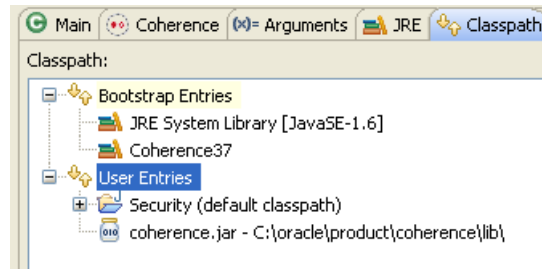 Main Coherence (x)= Arguments JRE Classpath
Classpath:
Bootstrap Entries
JRE System Library [JavaSE-1.6]
Coherence37
User Entries
Security (default classpath)
coherence.jar - C:\oracle\product\coherence\lib\